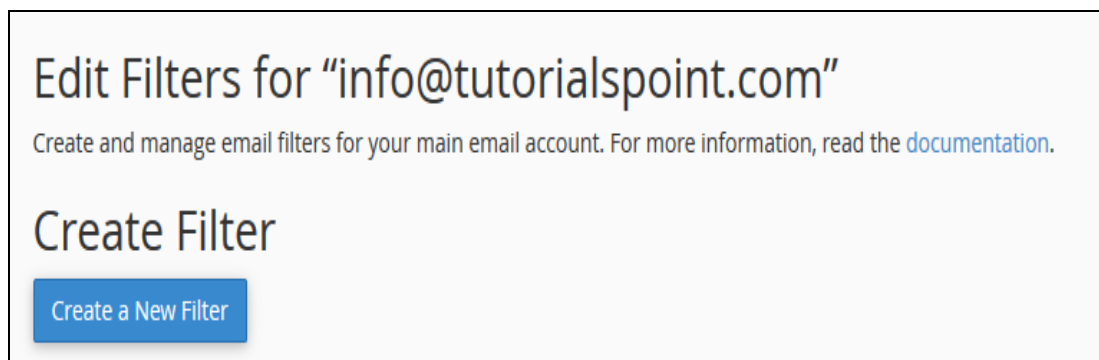 Edit Filters for “info@tutorialspoint.com”
Create and manage email filters for your main email account. For more information, read the documentation.
Create Filter
Create a New Filter